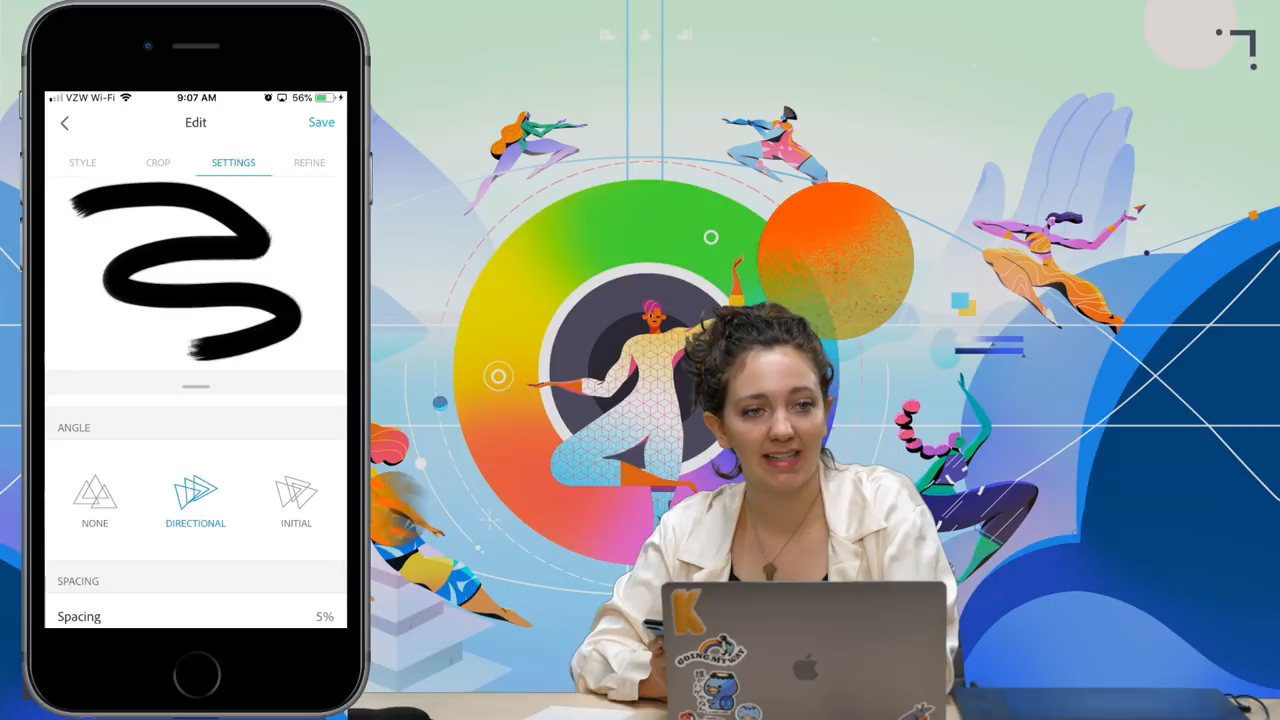 VZW Wi-Fi 9:07 AM 56%
Edit Save
STYLE CROP SETTINGS REFINE
ANGLE
NONE DIRECTIONAL INITIAL
SPACING
Spacing 5%
K
GOING MY WAY